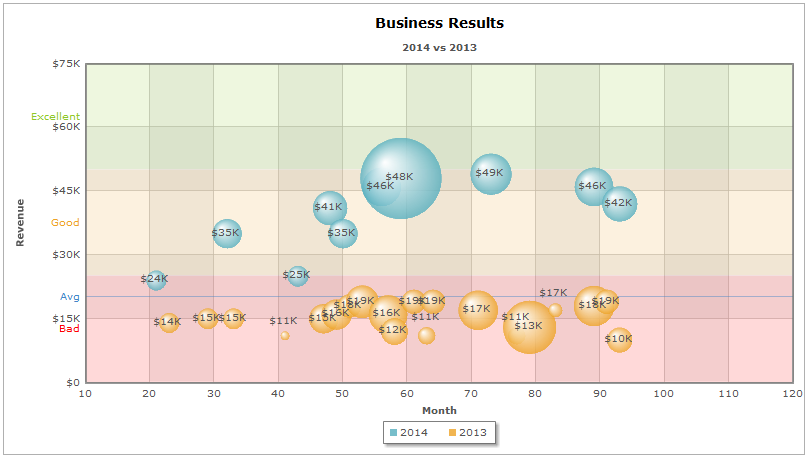 Business Results
2014 vs 2013
$75K
Excellent
$60K
$45K
Good
$30K
Avg
$15K
Bad
$0
Revenue
$48K
$46K
$49K
$46K
$42K
$41K
$35K
$35K
$24K
$25K
$14K
$15K
$15K
$11K
$15K
$16K
$18K
$19K
$16K
$12K
$19K
$11K
$19K
$17K
$11K
$13K
$17K
$18K
$19K
$10K
10 20 30 40 50 60 70 80 90 100 110 120
Month
2014 2013